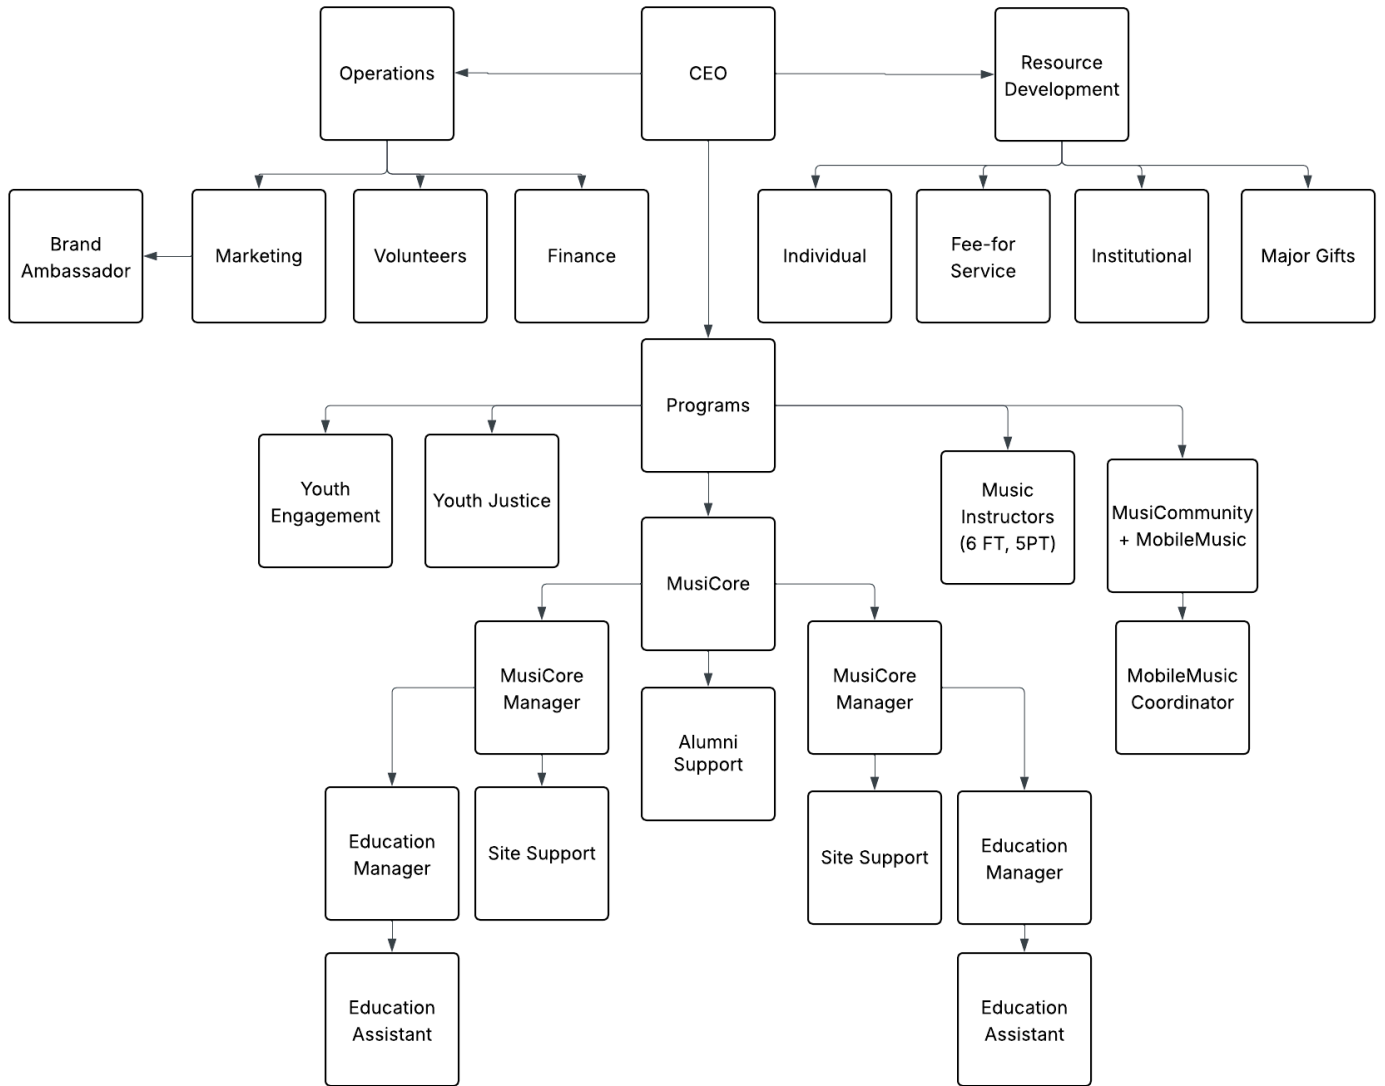 Operations
CEO
Resource
Development
Brand
Ambassador
Marketing
Volunteers
Finance
Individual
Fee-for
Service
Institutional
Major Gifts
Programs
Youth
Engagement
Youth Justice
Music
Instructors
(6 FT, 5PT)
MusiCommunity
+ MobileMusic
MusiCore
MusiCore
Manager
Alumni
Support
MusiCore
Manager
MobileMusic
Coordinator
Education
Manager
Site Support
Site Support
Education
Manager
Education
Assistant
Education
Assistant